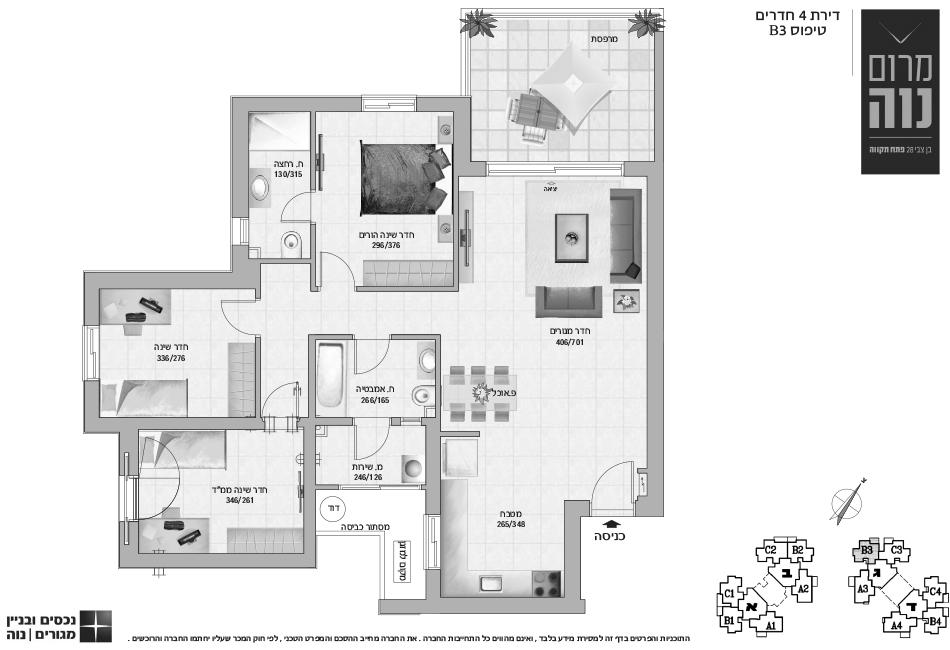 דירת 4 חדרים
טיפוס B3
מרום
נוה
בן צבי 28 פתח תקווה
מרפסת
ח. רחצה
130/315
חדר שינה הורים
296/376
יציאה
חדר מגורים
406/701
חדר שינה
336/276
ח. אמבטיה
266/165
פ.אוכל
חדר שינה ממ"ד
346/261
מ. שירות
246/126
דוד
מסתור כביסה
מקום למזגן
מטבח
265/348
כניסה
C2
B2
ב
A2
C1
א
B1
A1
B3
C3
ג
A3
C4
ד
A4
B4
נכסים ובניין
מגורים | נוה
התוכניות והפרטים בדף זה למסירת מידע בלבד, ואינם מהווים כל התחייבות החברה. את החברה מחייב ההסכם והמפרט הטכני, לפי חוק המכר שעליו יחתמו החברה והרוכשים.